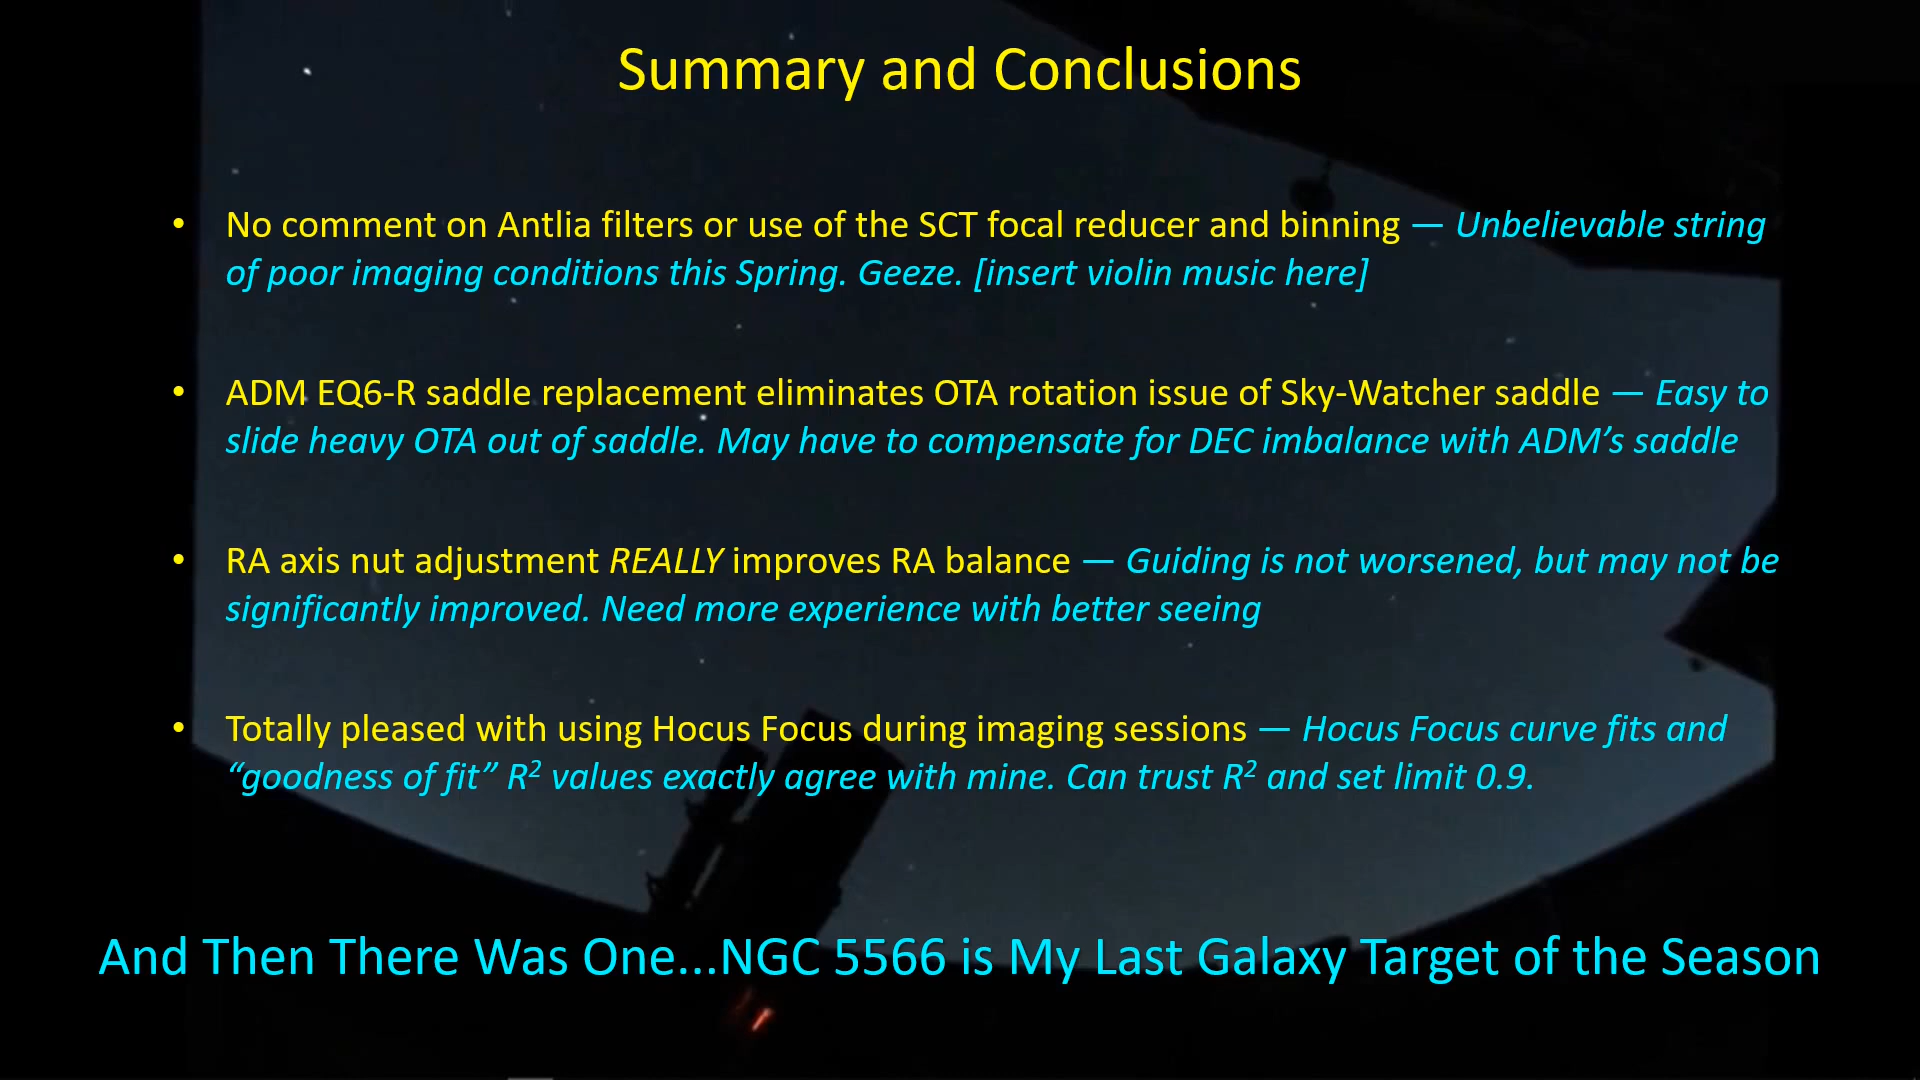 Summary and Conclusions
• No comment on Antlia filters or use of the SCT focal reducer and binning — Unbelievable string
of poor imaging conditions this Spring. Geeze. [insert violin music here]
• ADM EQ6-R saddle replacement eliminates OTA rotation issue of Sky-Watcher saddle — Easy to
slide heavy OTA out of saddle. May have to compensate for DEC imbalance with ADM’s saddle
• RA axis nut adjustment REALLY improves RA balance — Guiding is not worsened, but may not be
significantly improved. Need more experience with better seeing
• Totally pleased with using Hocus Focus during imaging sessions — Hocus Focus curve fits and
“goodness of fit” R² values exactly agree with mine. Can trust R² and set limit 0.9.
And Then There Was One...NGC 5566 is My Last Galaxy Target of the Season